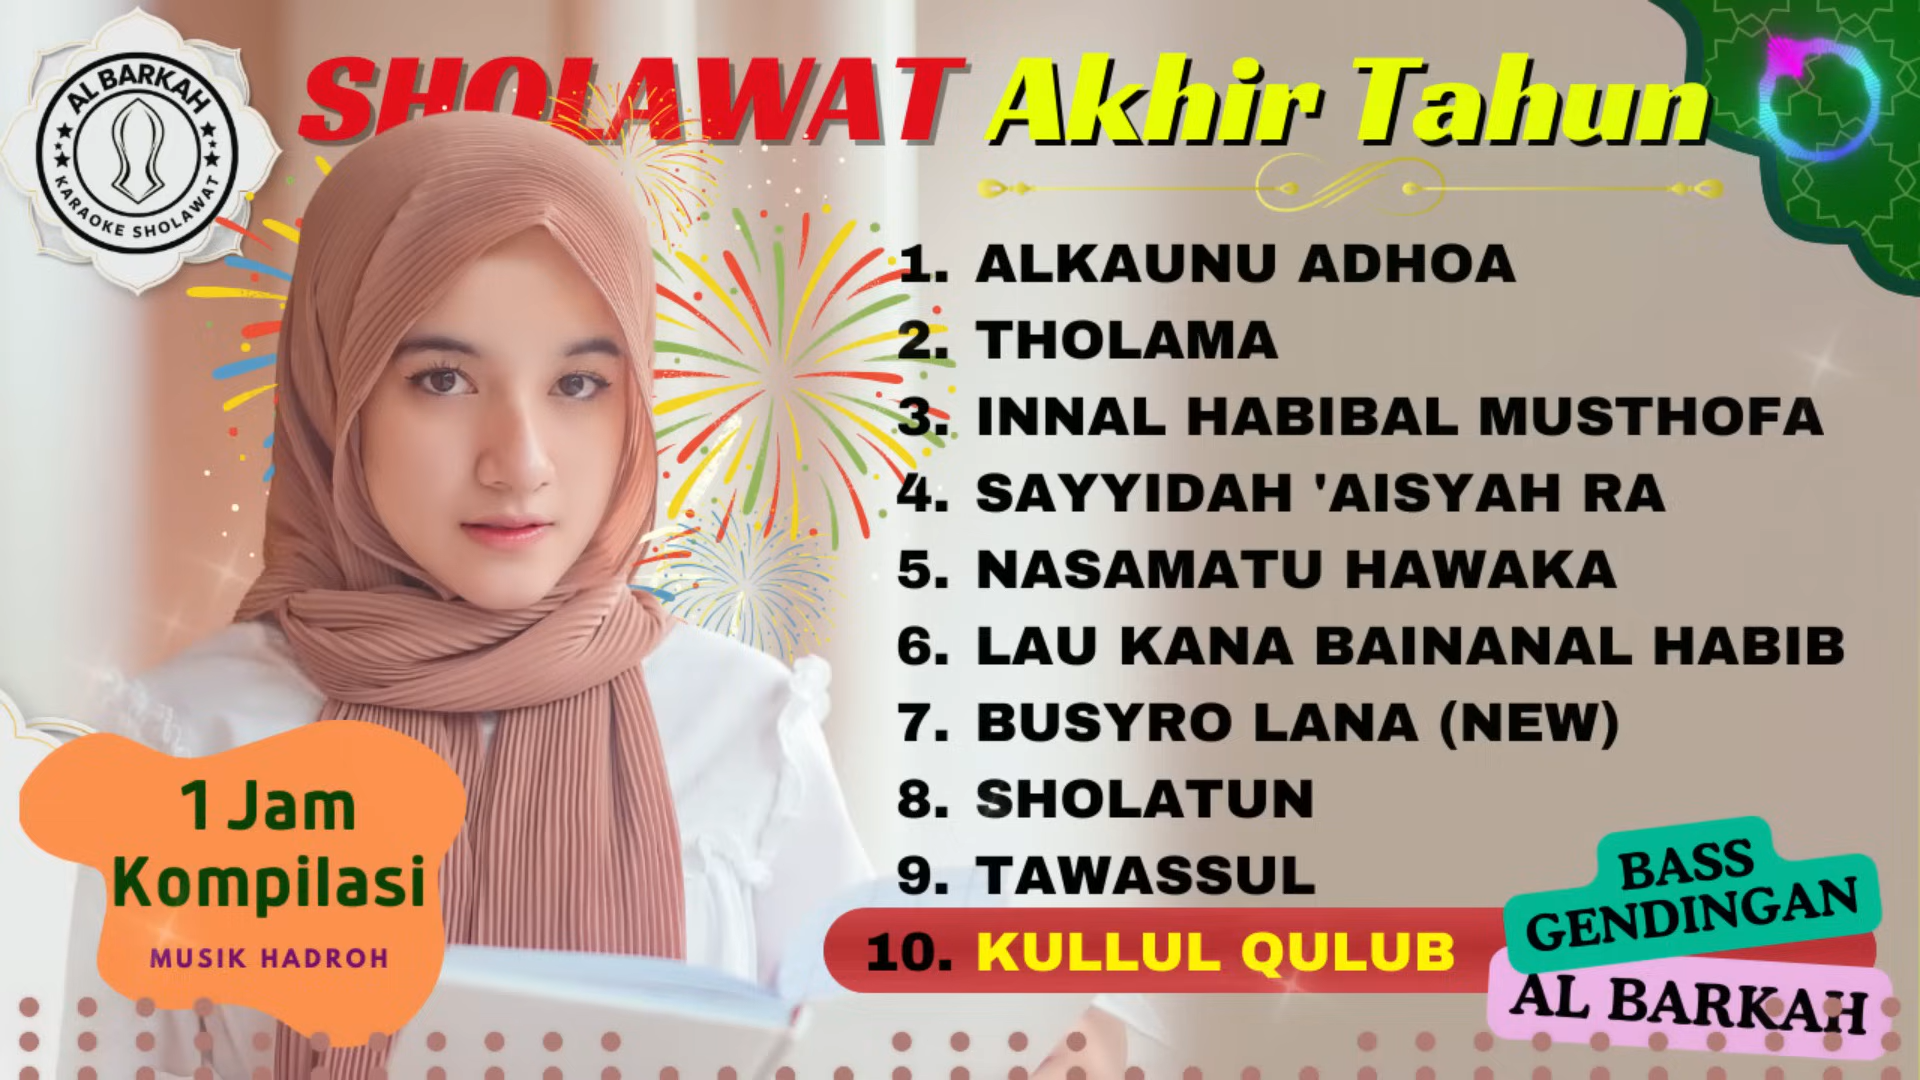 AL BARKAH
KARAOKE SHOLAWAT
SHOLAWAT Akhir Tahun
1. ALKAUNU ADHOA
2. THOLAMA
3. INNAL HABIBAL MUSTHOFA
4. SAYYIDAH 'AISYAH RA
5. NASAMATU HAWAKA
6. LAU KANA BAINANAL HABIB
7. BUSYRO LANA (NEW)
8. SHOLATUN
9. TAWASSUL
10. KULLUL QULUB
1 Jam
Kompilasi
MUSIK HADROH
BASS
GENDINGAN
AL BARKAH